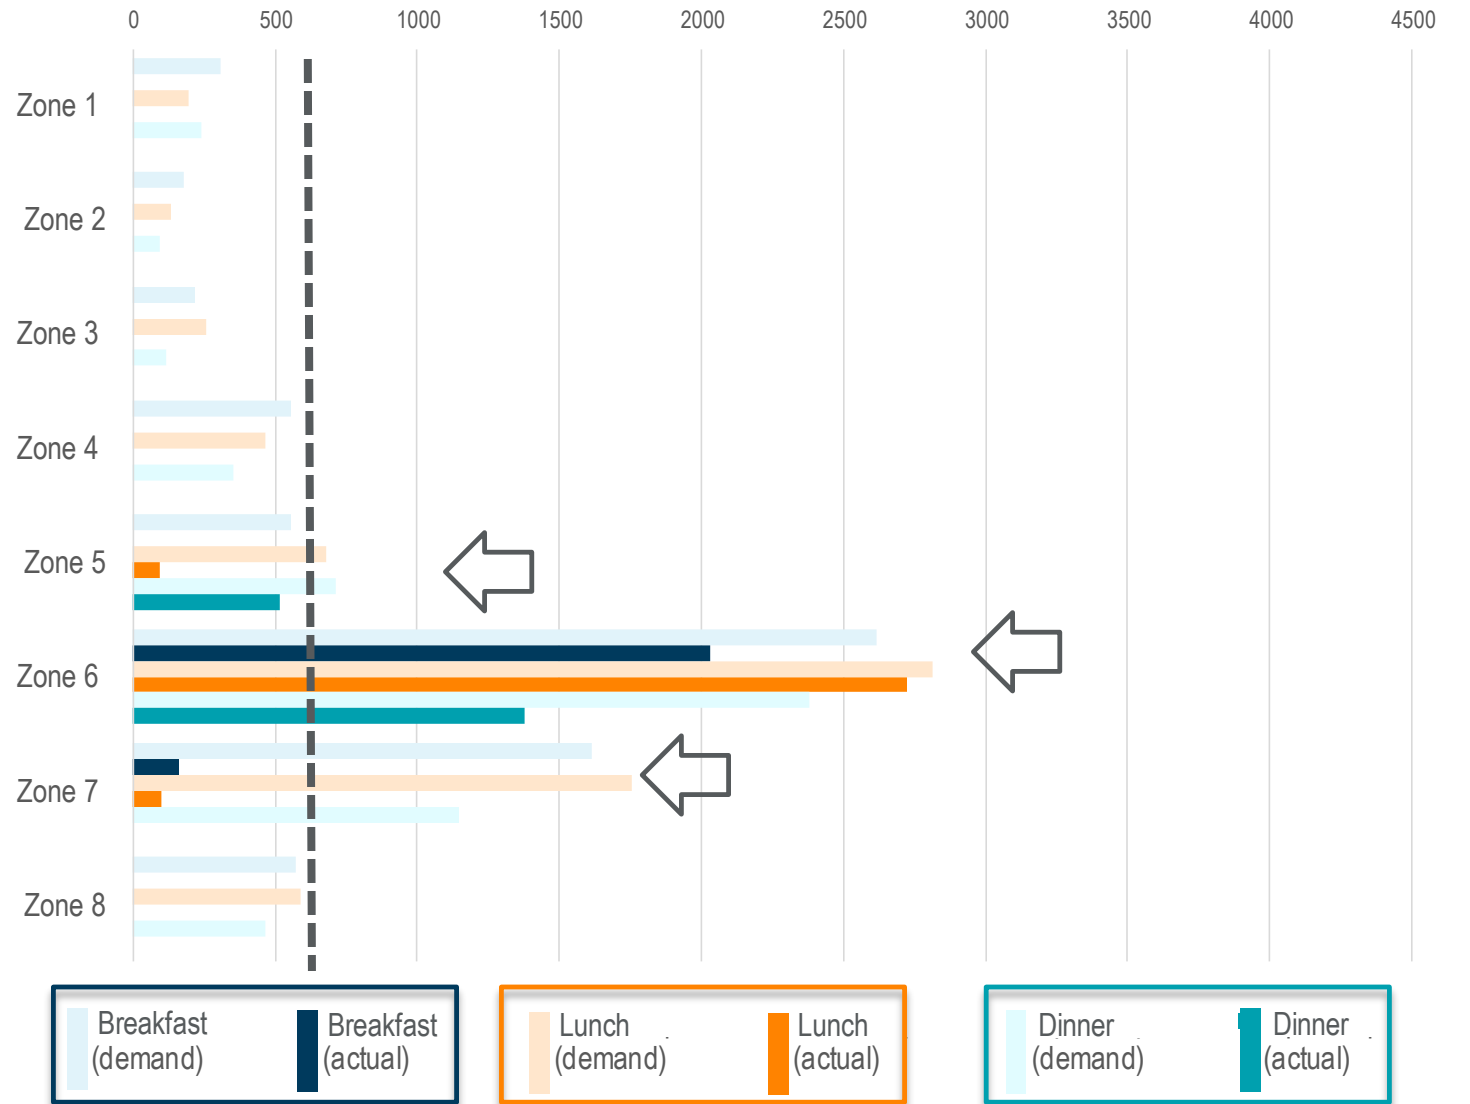 0 500 1000 1500 2000 2500 3000 3500 4000 4500
Zone 1
Zone 2
Zone 3
Zone 4
Zone 5
Zone 6
Zone 7
Zone 8
Breakfast
(demand)
Breakfast
(actual)
Lunch
(demand)
Lunch
(actual)
Dinner
(demand)
Dinner
(actual)